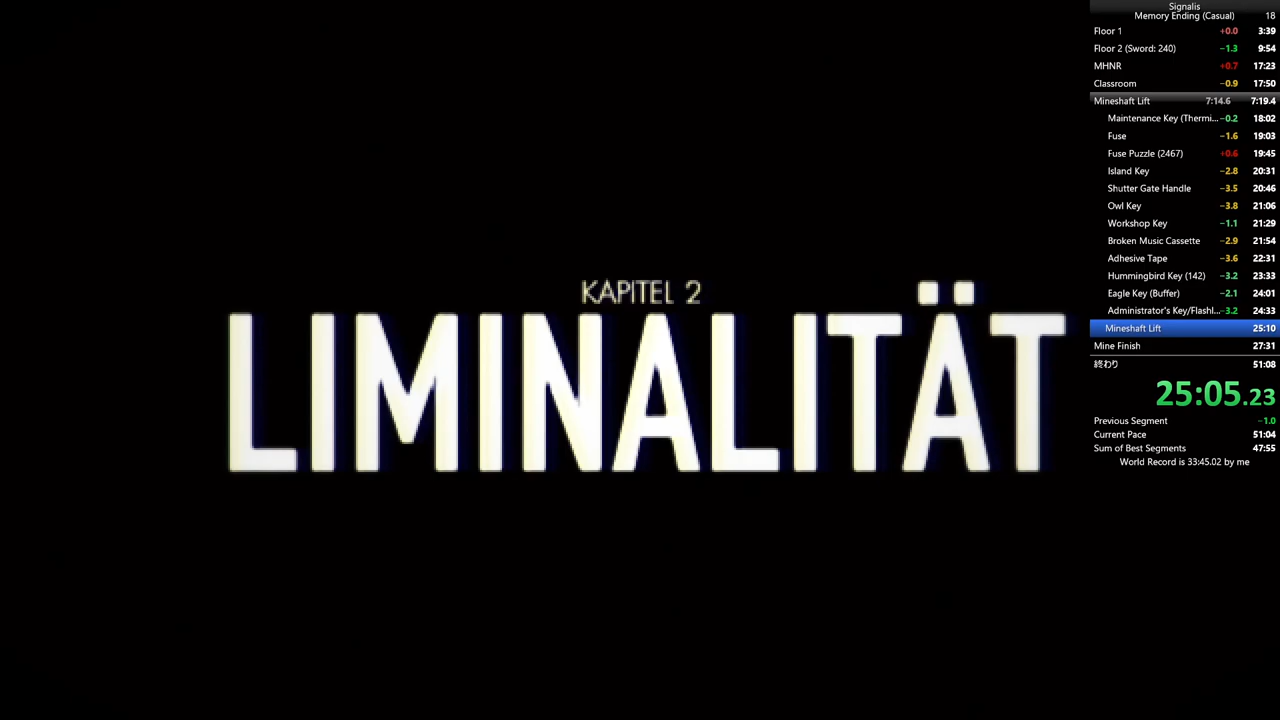 Signalis
Memory Ending (Casual) 18
Floor 1 +0.0 3:39
Floor 2 (Sword: 240) −1.3 9:54
MHNR +0.7 17:23
Classroom −0.9 17:50
Mineshaft Lift 7:14.6 7:19.4
Maintenance Key (Thermi... −0.2 18:02
Fuse −1.6 19:03
Fuse Puzzle (2467) +0.6 19:45
Island Key −2.8 20:31
Shutter Gate Handle −3.5 20:46
Owl Key −3.8 21:06
Workshop Key −1.1 21:29
Broken Music Cassette −2.9 21:54
Adhesive Tape −3.6 22:31
Hummingbird Key (142) −3.2 23:33
Eagle Key (Buffer) −2.1 24:01
Administrator's Key/Flashl... −3.2 24:33
Mineshaft Lift 25:10
Mine Finish 27:31
終わり 51:08
25:05.23
Previous Segment −1.0
Current Pace 51:04
Sum of Best Segments 47:55
World Record is 33:45.02 by me
KAPITEL 2
LIMINALITÄT